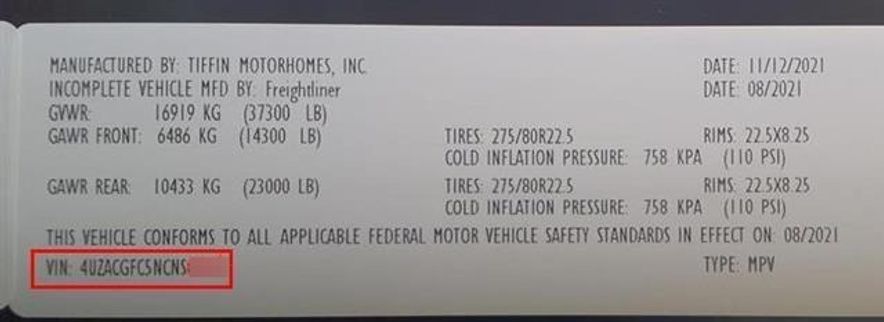 MANUFACTURED BY: TIFFIN MOTORHOMES, INC. DATE: 11/12/2021
INCOMPLETE VEHICLE MFD BY: Freightliner DATE: 08/2021
GVWR: 16919 KG (37300 LB)
GAWR FRONT: 6486 KG (14300 LB) TIRES: 275/80R22.5 RIMS: 22.5X8.25
COLD INFLATION PRESSURE: 758 KPA (110 PSI)
GAWR REAR: 10433 KG (23000 LB) TIRES: 275/80R22.5 RIMS: 22.5X8.25
COLD INFLATION PRESSURE: 758 KPA (110 PSI)
THIS VEHICLE CONFORMS TO ALL APPLICABLE FEDERAL MOTOR VEHICLE SAFETY STANDARDS IN EFFECT ON: 08/2021
VIN: 4UZACGFC5NCNS TYPE: MPV